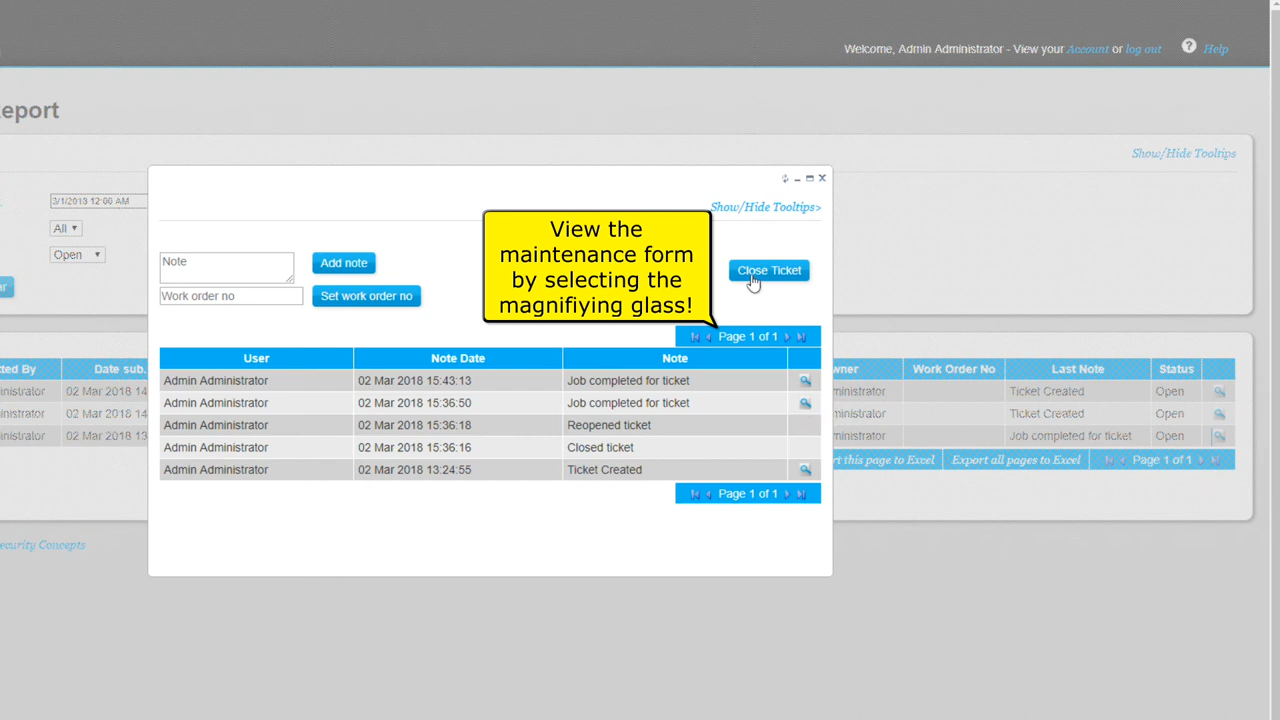 Welcome, Admin Administrator - View your Account or log out ? Help
eport
Show/Hide Tooltips
3/1/2018 12:00 AM
All
Open
Show/Hide Tooltips>
View the
maintenance form
by selecting the
magnifiying glass!
Note
Add note
Close Ticket
Work order no
Set work order no
Page 1 of 1
User Note Date Note
Admin Administrator 02 Mar 2018 15:43:13 Job completed for ticket
Admin Administrator 02 Mar 2018 15:36:50 Job completed for ticket
Admin Administrator 02 Mar 2018 15:36:18 Reopened ticket
Admin Administrator 02 Mar 2018 15:36:16 Closed ticket
Admin Administrator 02 Mar 2018 13:24:55 Ticket Created
Page 1 of 1
tted By Date sub. wner Work Order No Last Note Status
inistrator 02 Mar 2018 14 ministrator Ticket Created Open
inistrator 02 Mar 2018 14 ministrator Ticket Created Open
inistrator 02 Mar 2018 13 ministrator Job completed for ticket Open
rt this page to Excel Export all pages to Excel Page 1 of 1
ecurity Concepts